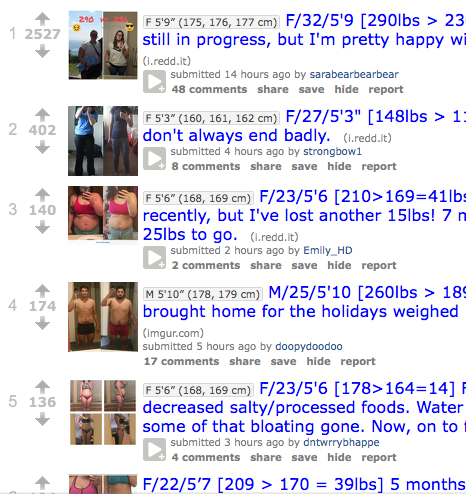 290
1
2527
F 5'9" (175, 176, 177 cm) F/32/5'9 [290lbs > 23
still in progress, but I'm pretty happy wi
(i.redd.it)
submitted 14 hours ago by sarabearbearbear
48 comments share save hide report
2
402
F 5'3" (160, 161, 162 cm) F/27/5'3" [148lbs > 11
don't always end badly. (i.redd.it)
submitted 4 hours ago by strongbow1
8 comments share save hide report
3
140
F 5'6" (168, 169 cm) F/23/5'6 [210>169=41lbs
recently, but I've lost another 15lbs! 7 m
25lbs to go. (i.redd.it)
submitted 2 hours ago by Emily_HD
2 comments share save hide report
4
174
M 5'10" (178, 179 cm) M/25/5'10 [260lbs > 189
brought home for the holidays weighed
(imgur.com)
submitted 5 hours ago by doopydoodoo
17 comments share save hide report
5
136
F 5'6" (168, 169 cm) F/23/5'6 [178>164=14] F
decreased salty/processed foods. Water
some of that bloating gone. Now, on to f
submitted 3 hours ago by dntwrrybhappe
4 comments share save hide report
F/22/5'7 [209 > 170 = 39lbs] 5 months